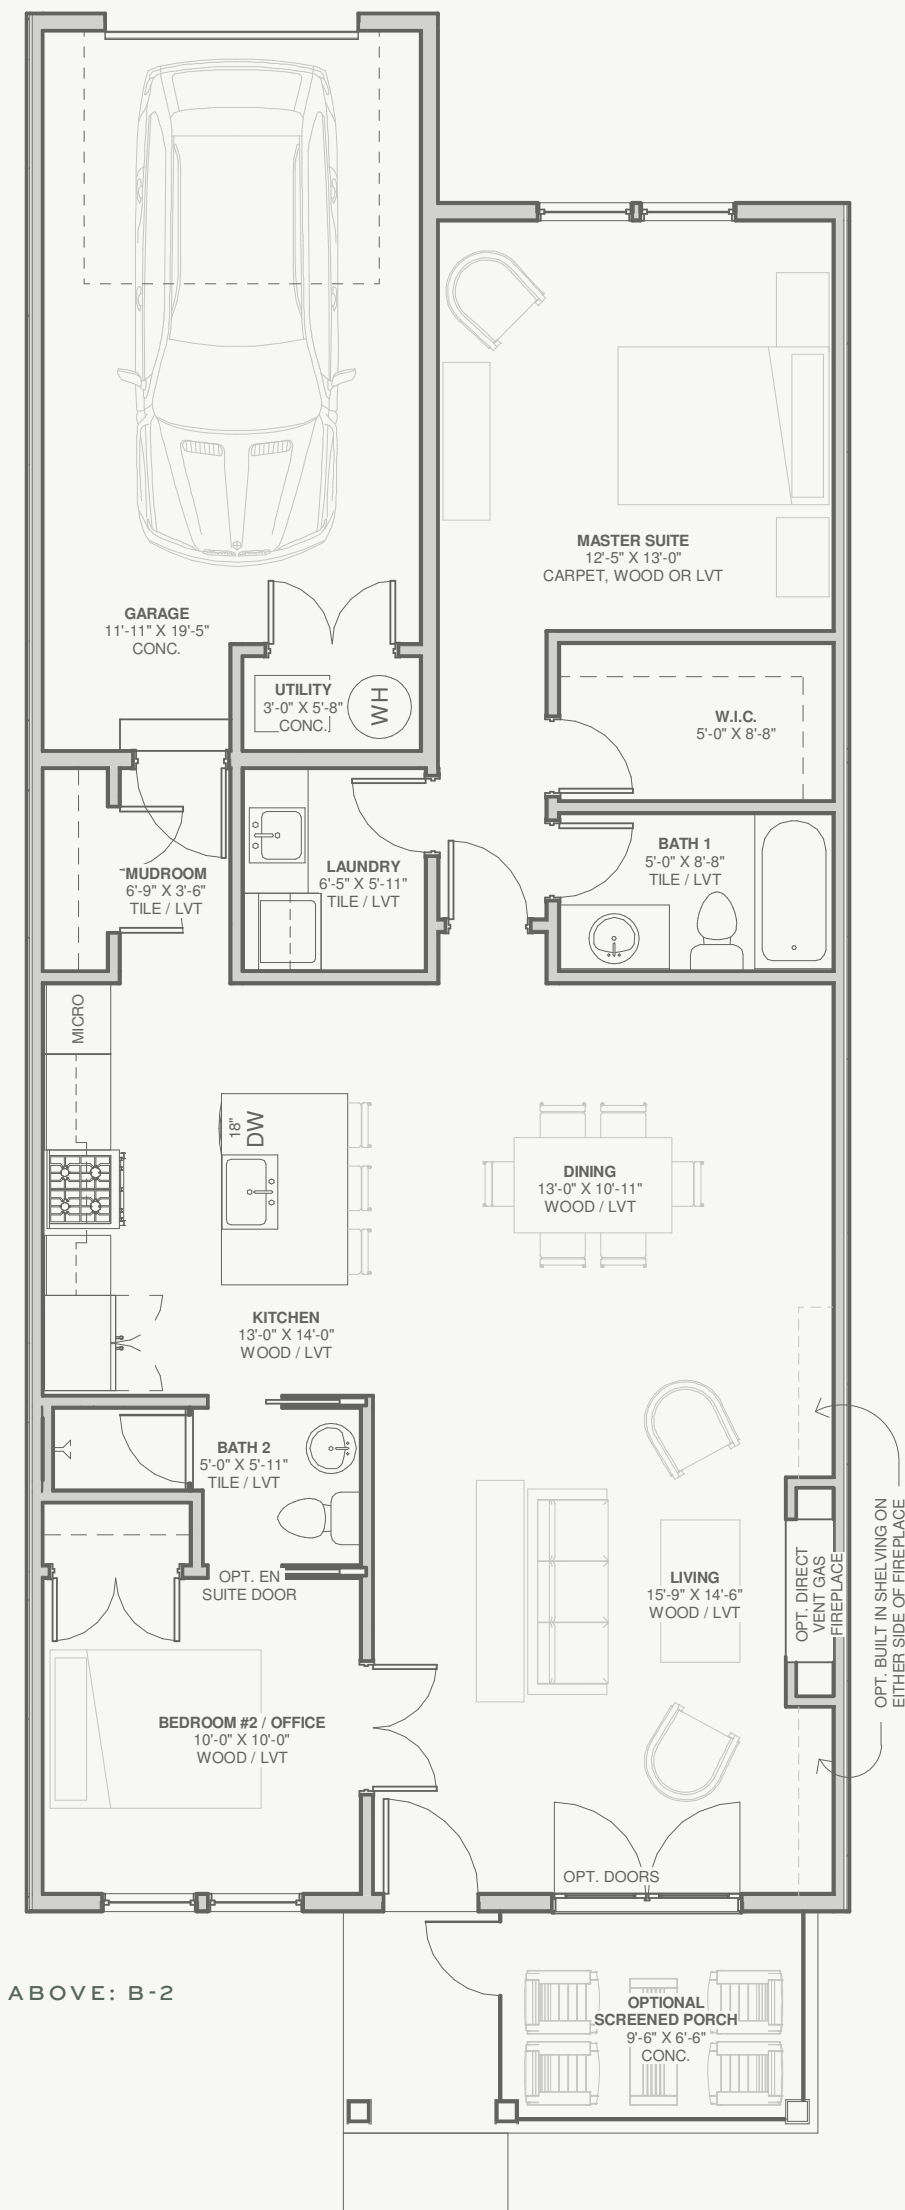 MASTER SUITE
12'-5" X 13'-0"
CARPET, WOOD OR LVT
GARAGE
11'-11" X 19'-5"
CONC.
UTILITY
3'-0" X 5'-8"
CONC.
WH
W.I.C.
5'-0" X 8'-8"
BATH 1
5'-0" X 8'-8"
TILE / LVT
MUDROOM
6'-9" X 3'-6"
TILE / LVT
LAUNDRY
6'-5" X 5'-11"
TILE / LVT
MICRO
18"
DW
DINING
13'-0" X 10'-11"
WOOD / LVT
KITCHEN
13'-0" X 14'-0"
WOOD / LVT
BATH 2
5'-0" X 5'-11"
TILE / LVT
OPT. EN
SUITE DOOR
LIVING
15'-9" X 14'-6"
WOOD / LVT
OPT. DIRECT
VENT GAS
FIREPLACE
OPT. BUILT IN SHELVING ON
EITHER SIDE OF FIREPLACE
BEDROOM #2 / OFFICE
10'-0" X 10'-0"
WOOD / LVT
OPT. DOORS
ABOVE: B-2
OPTIONAL
SCREENED PORCH
9'-6" X 6'-6"
CONC.